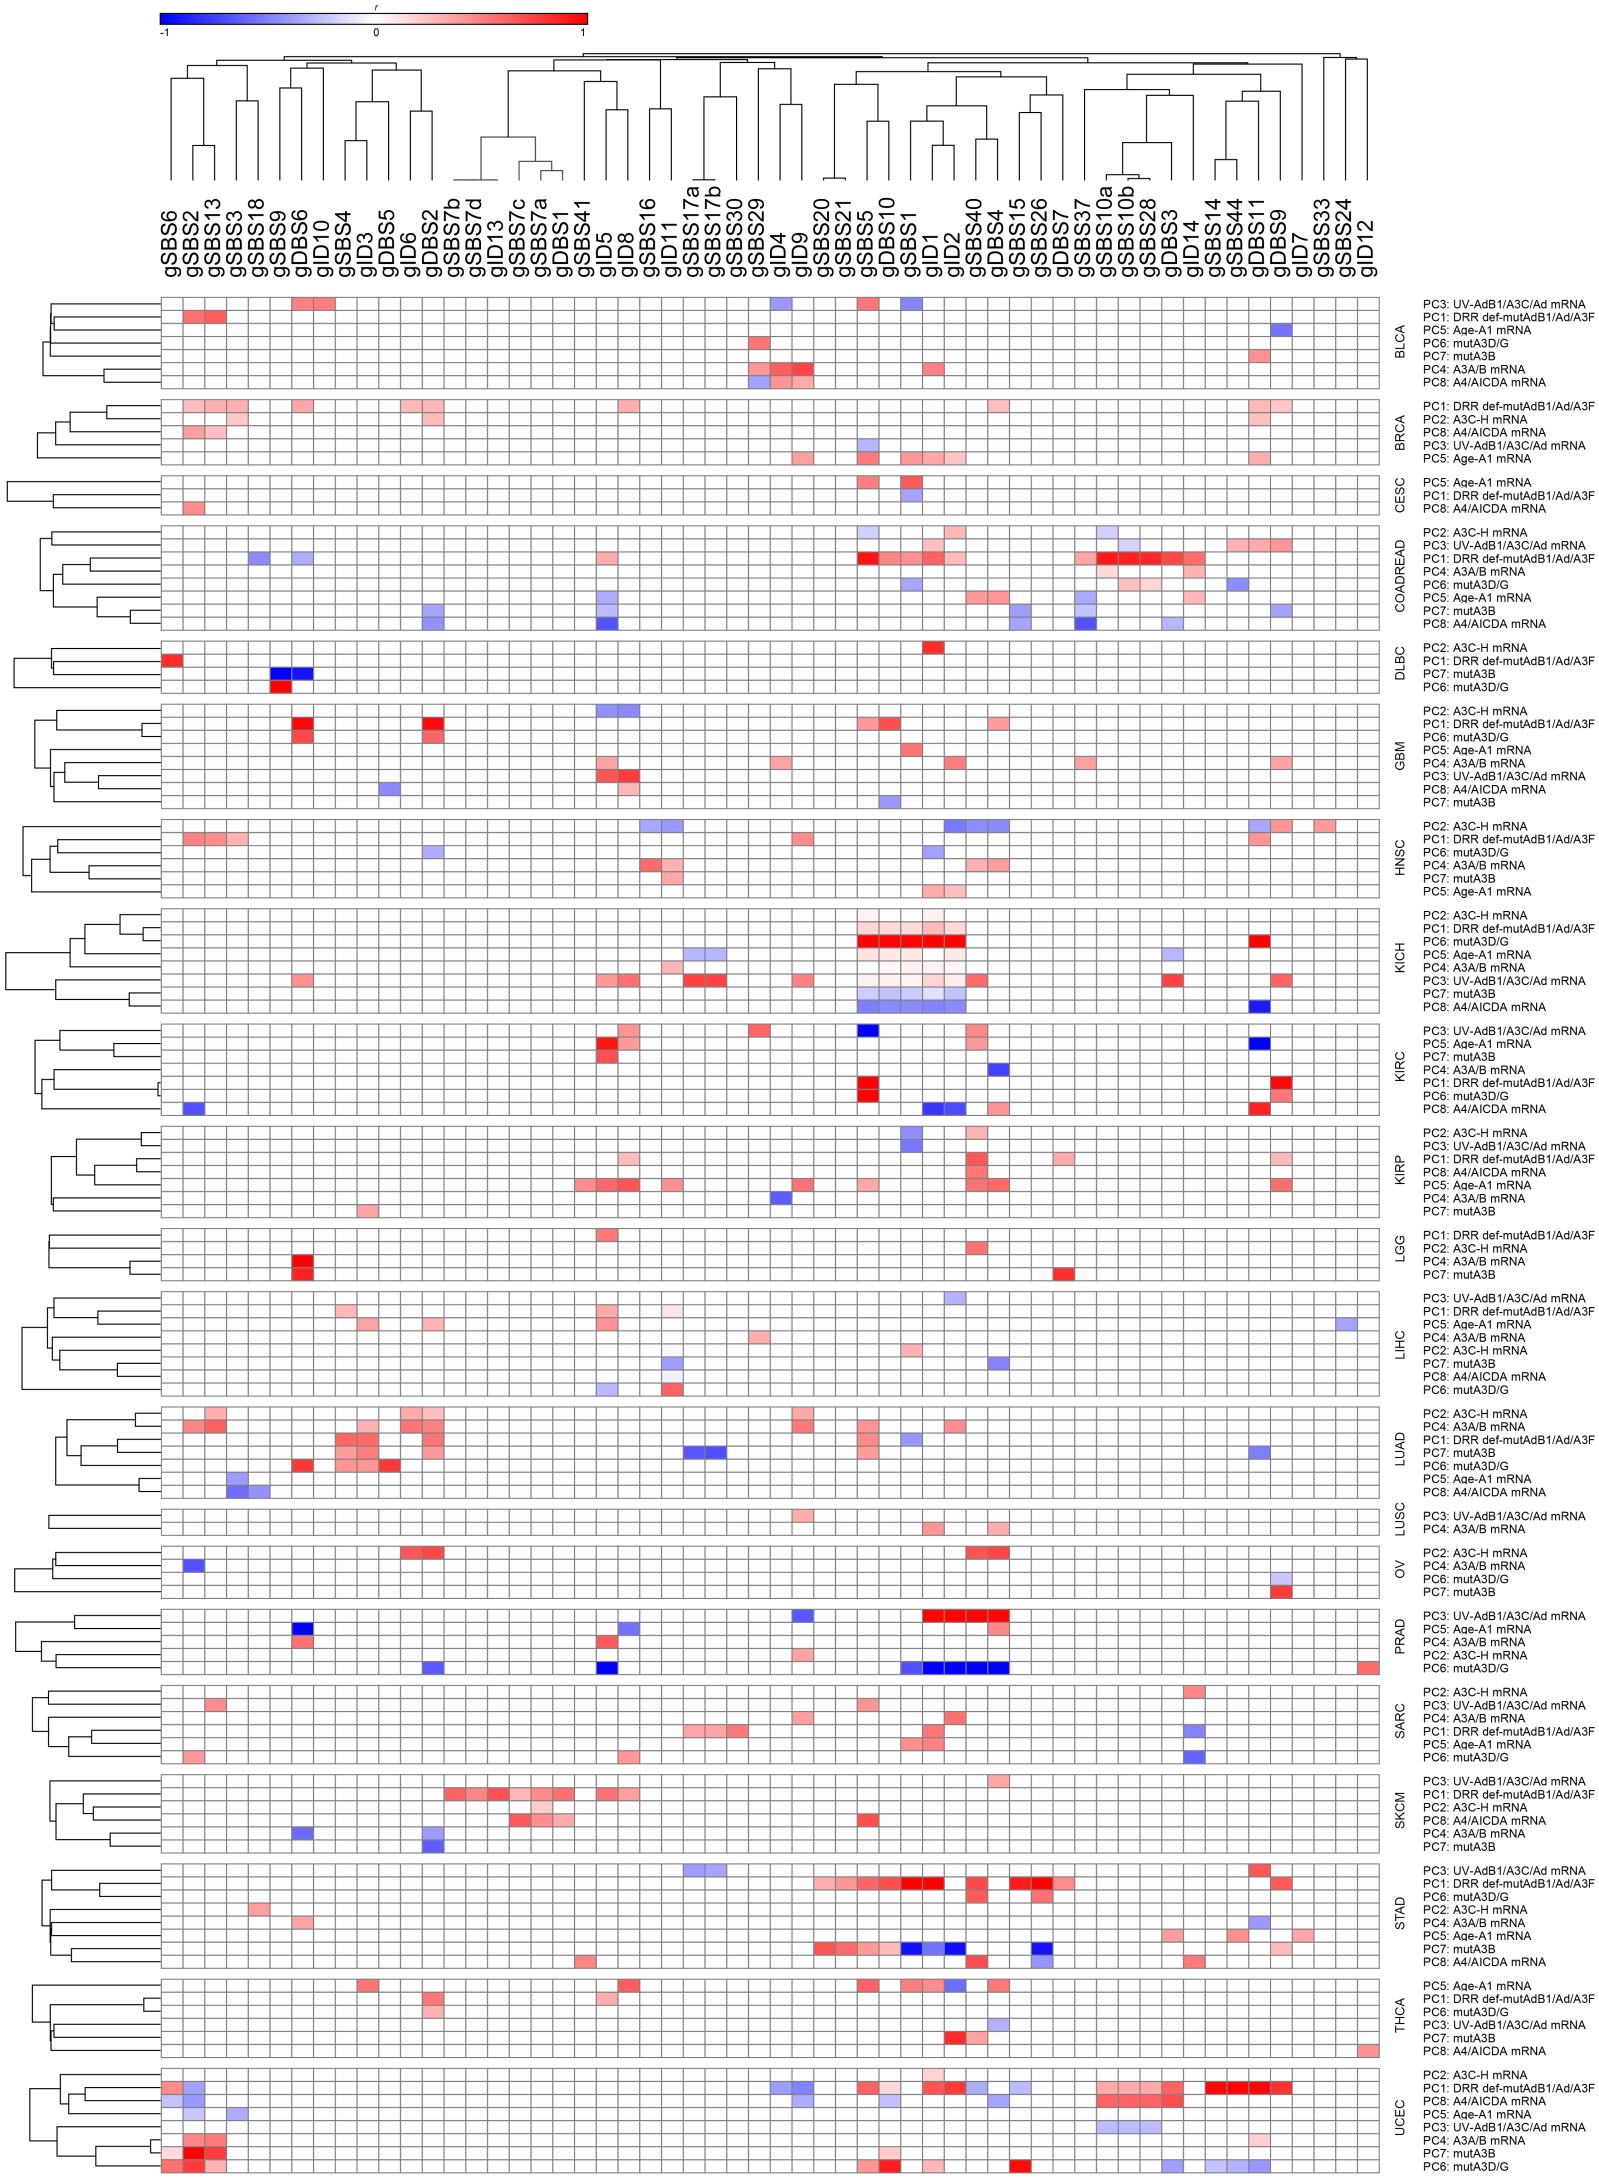 r
-1 0 1
gSBS6
gSBS2
gSBS13
gSBS3
gSBS18
gSBS9
gDBS6
gID10
gSBS4
gID3
gDBS5
gID6
gDBS2
gSBS7b
gSBS7d
gID13
gSBS7c
gSBS7a
gDBS1
gSBS41
gID5
gID8
gSBS16
gID11
gSBS17a
gSBS17b
gSBS30
gSBS29
gID4
gID9
gSBS20
gSBS21
gSBS5
gDBS10
gSBS1
gID1
gID2
gSBS40
gDBS4
gSBS15
gSBS26
gDBS7
gSBS37
gSBS10a
gSBS10b
gSBS28
gDBS3
gID14
gSBS14
gSBS44
gDBS11
gDBS9
gID7
gSBS33
gSBS24
gID12
BLCA
PC3: UV-AdB1/A3C/Ad mRNA
PC1: DRR def-mutAdB1/Ad/A3F
PC5: Age-A1 mRNA
PC6: mutA3D/G
PC7: mutA3B
PC4: A3A/B mRNA
PC8: A4/AICDA mRNA
BRCA
PC1: DRR def-mutAdB1/Ad/A3F
PC2: A3C-H mRNA
PC8: A4/AICDA mRNA
PC3: UV-AdB1/A3C/Ad mRNA
PC5: Age-A1 mRNA
CESC
PC5: Age-A1 mRNA
PC1: DRR def-mutAdB1/Ad/A3F
PC8: A4/AICDA mRNA
COADREAD
PC2: A3C-H mRNA
PC3: UV-AdB1/A3C/Ad mRNA
PC1: DRR def-mutAdB1/Ad/A3F
PC4: A3A/B mRNA
PC6: mutA3D/G
PC5: Age-A1 mRNA
PC7: mutA3B
PC8: A4/AICDA mRNA
DLBC
PC2: A3C-H mRNA
PC1: DRR def-mutAdB1/Ad/A3F
PC7: mutA3B
PC6: mutA3D/G
GBM
PC2: A3C-H mRNA
PC1: DRR def-mutAdB1/Ad/A3F
PC6: mutA3D/G
PC5: Age-A1 mRNA
PC4: A3A/B mRNA
PC3: UV-AdB1/A3C/Ad mRNA
PC8: A4/AICDA mRNA
PC7: mutA3B
HNSC
PC2: A3C-H mRNA
PC1: DRR def-mutAdB1/Ad/A3F
PC6: mutA3D/G
PC4: A3A/B mRNA
PC7: mutA3B
PC5: Age-A1 mRNA
KICH
PC2: A3C-H mRNA
PC1: DRR def-mutAdB1/Ad/A3F
PC6: mutA3D/G
PC5: Age-A1 mRNA
PC4: A3A/B mRNA
PC3: UV-AdB1/A3C/Ad mRNA
PC7: mutA3B
PC8: A4/AICDA mRNA
KIRC
PC3: UV-AdB1/A3C/Ad mRNA
PC5: Age-A1 mRNA
PC7: mutA3B
PC4: A3A/B mRNA
PC1: DRR def-mutAdB1/Ad/A3F
PC6: mutA3D/G
PC8: A4/AICDA mRNA
KIRP
PC2: A3C-H mRNA
PC3: UV-AdB1/A3C/Ad mRNA
PC1: DRR def-mutAdB1/Ad/A3F
PC8: A4/AICDA mRNA
PC5: Age-A1 mRNA
PC4: A3A/B mRNA
PC7: mutA3B
LGG
PC1: DRR def-mutAdB1/Ad/A3F
PC2: A3C-H mRNA
PC4: A3A/B mRNA
PC7: mutA3B
LIHC
PC3: UV-AdB1/A3C/Ad mRNA
PC1: DRR def-mutAdB1/Ad/A3F
PC5: Age-A1 mRNA
PC4: A3A/B mRNA
PC2: A3C-H mRNA
PC7: mutA3B
PC8: A4/AICDA mRNA
PC6: mutA3D/G
LUAD
PC2: A3C-H mRNA
PC4: A3A/B mRNA
PC1: DRR def-mutAdB1/Ad/A3F
PC7: mutA3B
PC6: mutA3D/G
PC5: Age-A1 mRNA
PC8: A4/AICDA mRNA
LUSC
PC3: UV-AdB1/A3C/Ad mRNA
PC4: A3A/B mRNA
OV
PC2: A3C-H mRNA
PC4: A3A/B mRNA
PC6: mutA3D/G
PC7: mutA3B
PRAD
PC3: UV-AdB1/A3C/Ad mRNA
PC5: Age-A1 mRNA
PC4: A3A/B mRNA
PC2: A3C-H mRNA
PC6: mutA3D/G
SARC
PC2: A3C-H mRNA
PC3: UV-AdB1/A3C/Ad mRNA
PC4: A3A/B mRNA
PC1: DRR def-mutAdB1/Ad/A3F
PC5: Age-A1 mRNA
PC6: mutA3D/G
SKCM
PC3: UV-AdB1/A3C/Ad mRNA
PC1: DRR def-mutAdB1/Ad/A3F
PC2: A3C-H mRNA
PC8: A4/AICDA mRNA
PC4: A3A/B mRNA
PC7: mutA3B
STAD
PC3: UV-AdB1/A3C/Ad mRNA
PC1: DRR def-mutAdB1/Ad/A3F
PC6: mutA3D/G
PC2: A3C-H mRNA
PC4: A3A/B mRNA
PC5: Age-A1 mRNA
PC7: mutA3B
PC8: A4/AICDA mRNA
THCA
PC5: Age-A1 mRNA
PC1: DRR def-mutAdB1/Ad/A3F
PC6: mutA3D/G
PC3: UV-AdB1/A3C/Ad mRNA
PC7: mutA3B
PC8: A4/AICDA mRNA
UCEC
PC2: A3C-H mRNA
PC1: DRR def-mutAdB1/Ad/A3F
PC8: A4/AICDA mRNA
PC5: Age-A1 mRNA
PC3: UV-AdB1/A3C/Ad mRNA
PC4: A3A/B mRNA
PC7: mutA3B
PC6: mutA3D/G